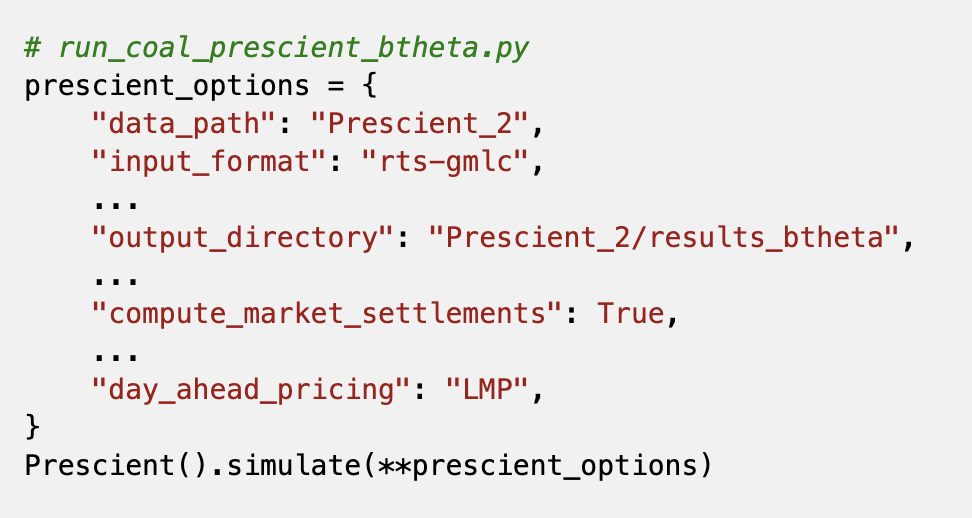 # run_coal_prescient_btheta.py
prescient_options = {
    "data_path": "Prescient_2",
    "input_format": "rts-gmlc",
    ...
    "output_directory": "Prescient_2/results_btheta",
    ...
    "compute_market_settlements": True,
    ...
    "day_ahead_pricing": "LMP",
}
Prescient().simulate(**prescient_options)